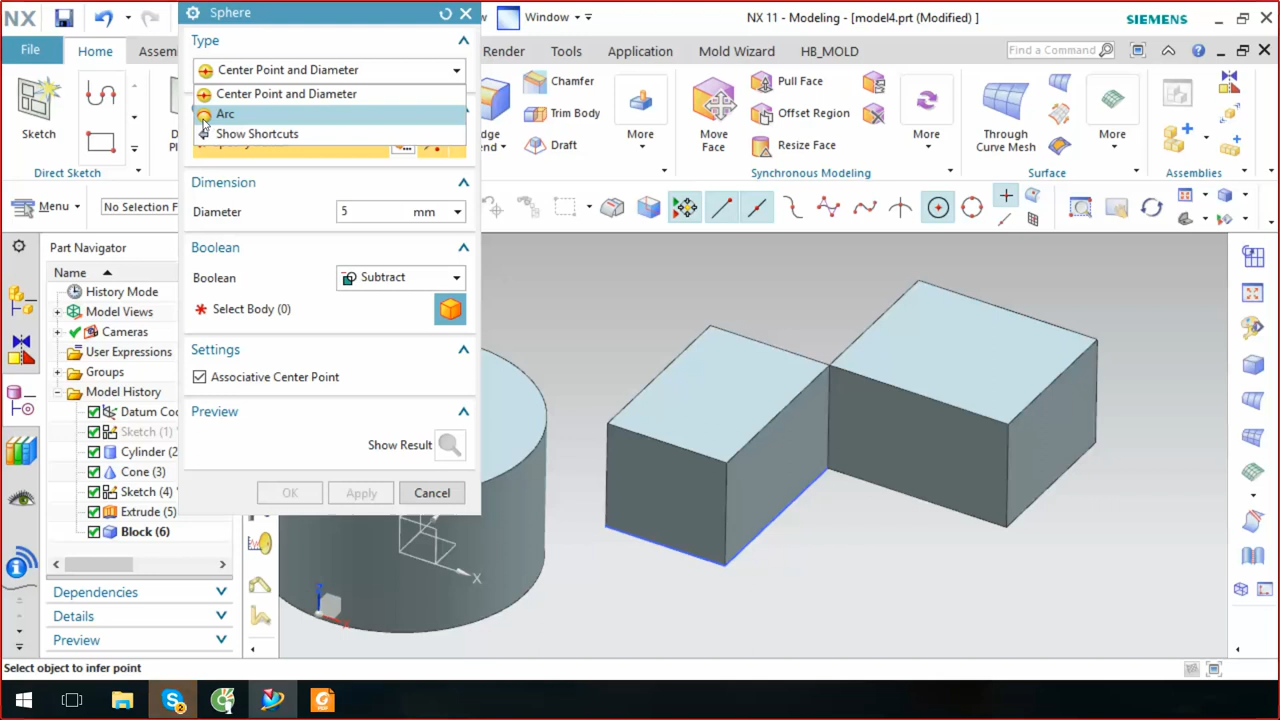 NX
Window
NX 11 - Modeling - [model4.prt (Modified) ]
SIEMENS
File
Home
Assem
Render
Tools
Application
Mold Wizard
HB_MOLD
Find a Command
Sphere
Type
Center Point and Diameter
Center Point and Diameter
Arc
Show Shortcuts
Dimension
Diameter
5
mm
Boolean
Boolean
Subtract
Select Body (0)
Settings
Associative Center Point
Preview
Show Result
OK
Apply
Cancel
Sketch
Direct Sketch
Chamfer
Trim Body
Draft
More
Move
Face
Pull Face
Offset Region
Resize Face
More
Synchronous Modeling
Through
Curve Mesh
More
Surface
Assemblies
Menu
No Selection F
Part Navigator
Name
History Mode
Model Views
Cameras
User Expressions
Groups
Model History
Datum Coo
Sketch (1)
Cylinder (2
Cone (3)
Sketch (4)
Extrude (5)
Block (6)
Dependencies
Details
Preview
X
Select object to infer point